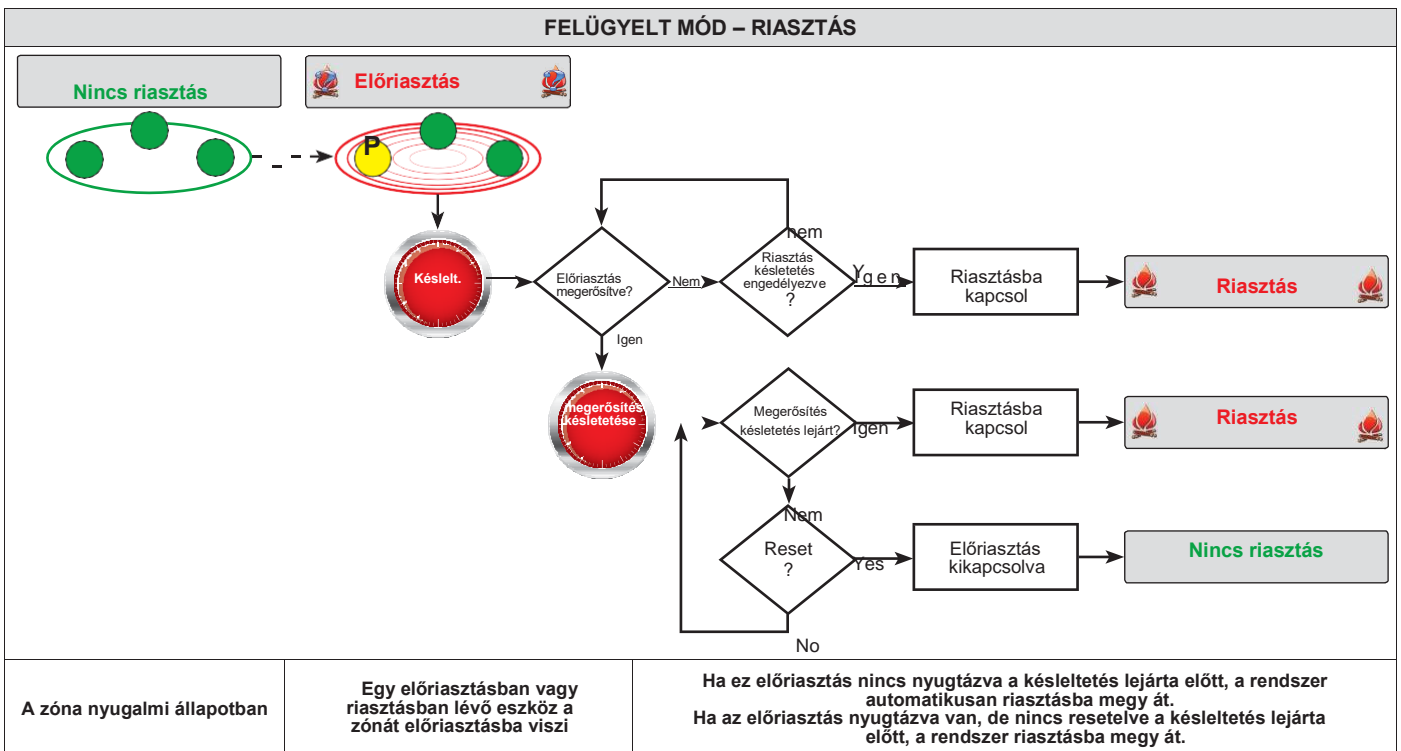 FELÜGYELT MÓD – RIASZTÁS
Nincs riasztás
Előriasztás
P
Késlelt.
Előriasztás
megerősítve?
Nem
nem
Riasztás
késletetés
engedélyezve
?
Y
Igen
Riasztásba
kapcsol
Riasztás
Igen
megerősítés
késletetése
Megerősítés
késletetés lejárt?
Igen
Riasztásba
kapcsol
Riasztás
Nem
Reset
?
Yes
Előriasztás
kikapcsolva
Nincs riasztás
No
A zóna nyugalmi állapotban
Egy előriasztásban vagy
riasztásban lévő eszköz a
zónát előriasztásba viszi
Ha ez előriasztás nincs nyugtázva a késleltetés lejárta előtt, a rendszer
automatikusan riasztásba megy át.
Ha az előriasztás nyugtázva van, de nincs resetelve a késleltetés lejárta
előtt, a rendszer riasztásba megy át.